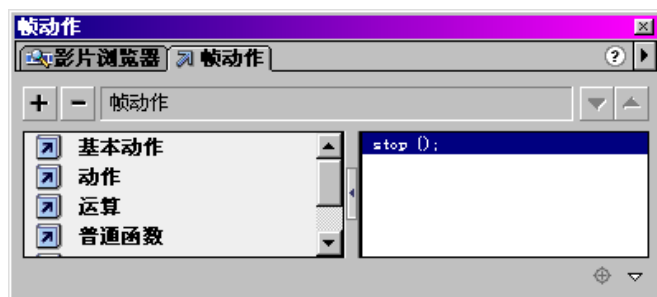 帧动作
影片浏览器 帧动作
帧动作
基本动作
动作
运算
普通函数
stop ();